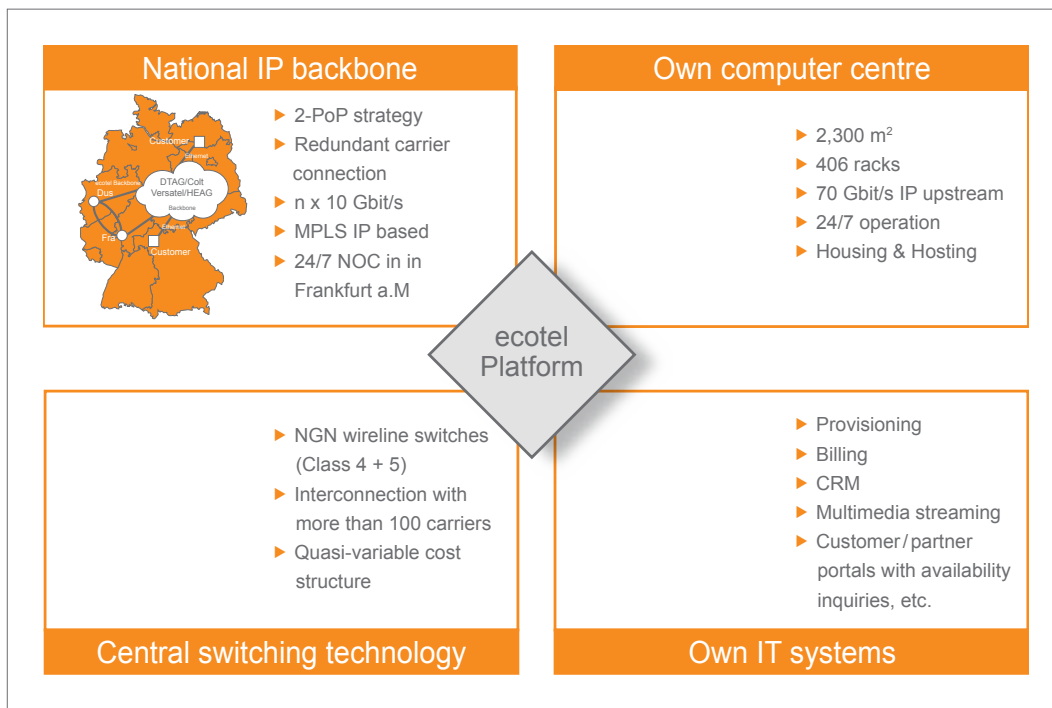 National IP backbone
Customer
Ethernet
ecotel Backbone
DTAG/Colt
Dus
Versatel/HEAG
Backbone
Ethernet
Fra
Customer
▶ 2-PoP strategy
▶ Redundant carrier
connection
▶ n x 10 Gbit/s
▶ MPLS IP based
▶ 24/7 NOC in in
Frankfurt a.M
Own computer centre
▶ 2,300 m²
▶ 406 racks
▶ 70 Gbit/s IP upstream
▶ 24/7 operation
▶ Housing & Hosting
ecotel
Platform
▶ NGN wireline switches
(Class 4 + 5)
▶ Interconnection with
more than 100 carriers
▶ Quasi-variable cost
structure
Central switching technology
▶ Provisioning
▶ Billing
▶ CRM
▶ Multimedia streaming
▶ Customer / partner
portals with availability
inquiries, etc.
Own IT systems